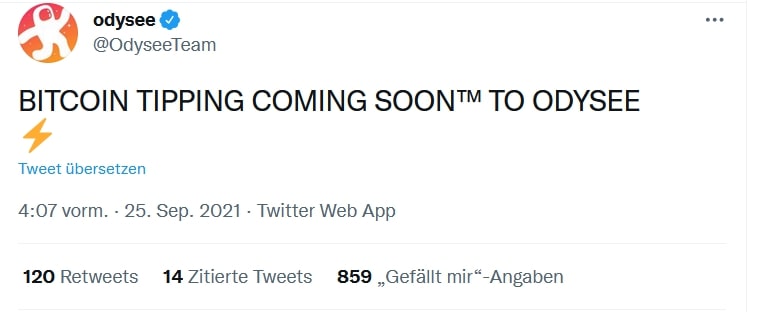 odysee
@OdyseeTeam
BITCOIN TIPPING COMING SOON™ TO ODYSEE
⚡
Tweet übersetzen
4:07 vorm. · 25. Sep. 2021 · Twitter Web App
120 Retweets 14 Zitierte Tweets 859 „Gefällt mir“-Angaben